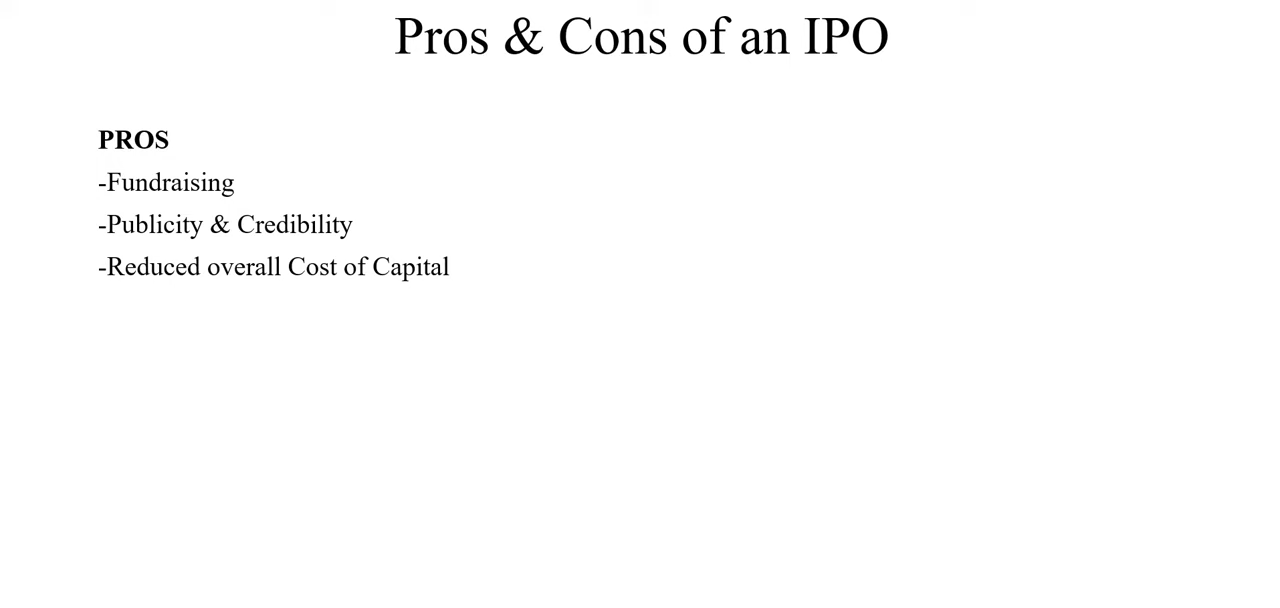 Pros & Cons of an IPO
PROS
-Fundraising
-Publicity & Credibility
-Reduced overall Cost of Capital